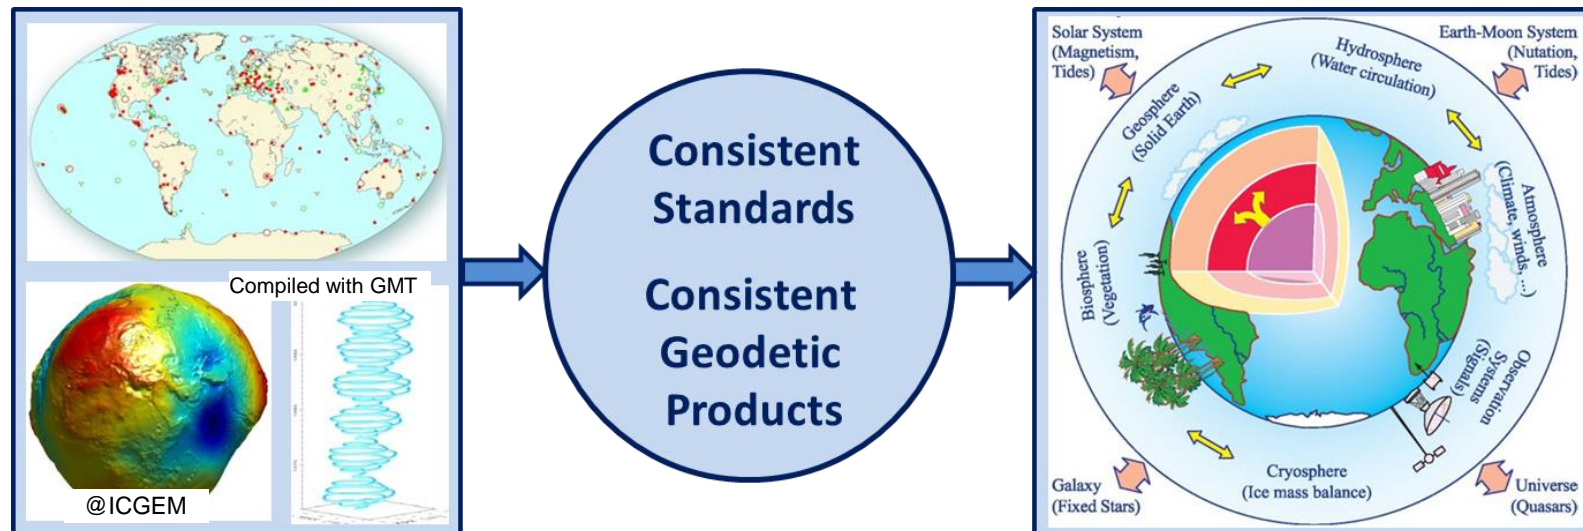 Compiled with GMT
@ICGEM
Consistent
Standards
Consistent
Geodetic
Products
Solar System
(Magnetism,
Tides)
Earth-Moon System
(Nutation,
Tides)
Hydrosphere
(Water circulation)
Geosphere
(Solid Earth)
Atmosphere
(Climate, winds, ...)
Biosphere
(Vegetation)
Observation
Systems
(Signals)
Cryosphere
(Ice mass balance)
Galaxy
(Fixed Stars)
Universe
(Quasars)